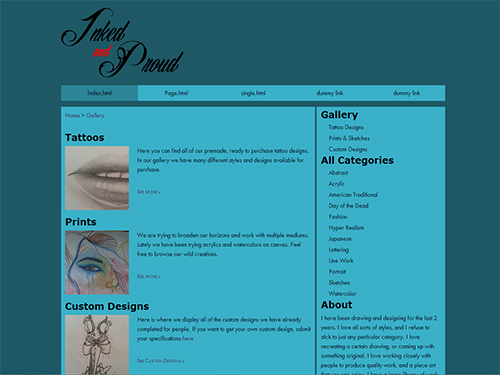 Inked
and
Proud
Index.html Page.html single.html dummy link dummy link
Home > Gallery
Tattoos
Here you can find all of our premade, ready to purchase tattoo designs.
In our gallery we have many different styles and designs available for
purchase.
See More »
Prints
We are trying to broaden our horizons and work with multiple mediums.
Lately we have been trying acrylics and watercolors on canvas. Feel
free to browse our wild creations.
See More »
Custom Designs
Here is where we display all of the custom designs we have already
completed for people. If you want to get your own custom design, submit
your specifications here
See Custom Designs »
Gallery
Tattoo Designs
Prints & Sketches
Custom Designs
All Categories
Abstract
Acrylic
American Traditional
Day of the Dead
Fashion
Hyper Realism
Japanese
Lettering
Line Work
Portrait
Sketches
Watercolor
About
I have been drawing and designing for the last 2
years. I love all sorts of styles, and I refuse to
stick to just any particular category. I love
recreating a certain drawing, or coming up with
something original. I love working closely with
people to produce quality work, and a piece art